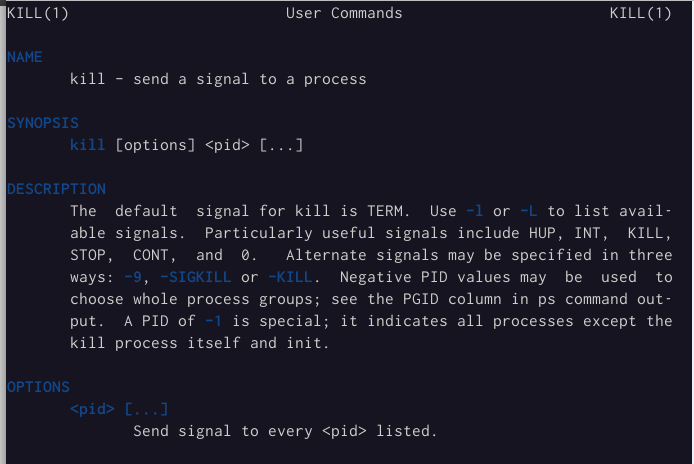 KILL(1) User Commands KILL(1)
NAME
kill – send a signal to a process
SYNOPSIS
kill [options] <pid> [...]
DESCRIPTION
The default signal for kill is TERM. Use -l or -L to list avail‐
able signals. Particularly useful signals include HUP, INT, KILL,
STOP, CONT, and 0. Alternate signals may be specified in three
ways: -9, -SIGKILL or -KILL. Negative PID values may be used to
choose whole process groups; see the PGID column in ps command out‐
put. A PID of -1 is special; it indicates all processes except the
kill process itself and init.
OPTIONS
<pid> [...]
Send signal to every <pid> listed.